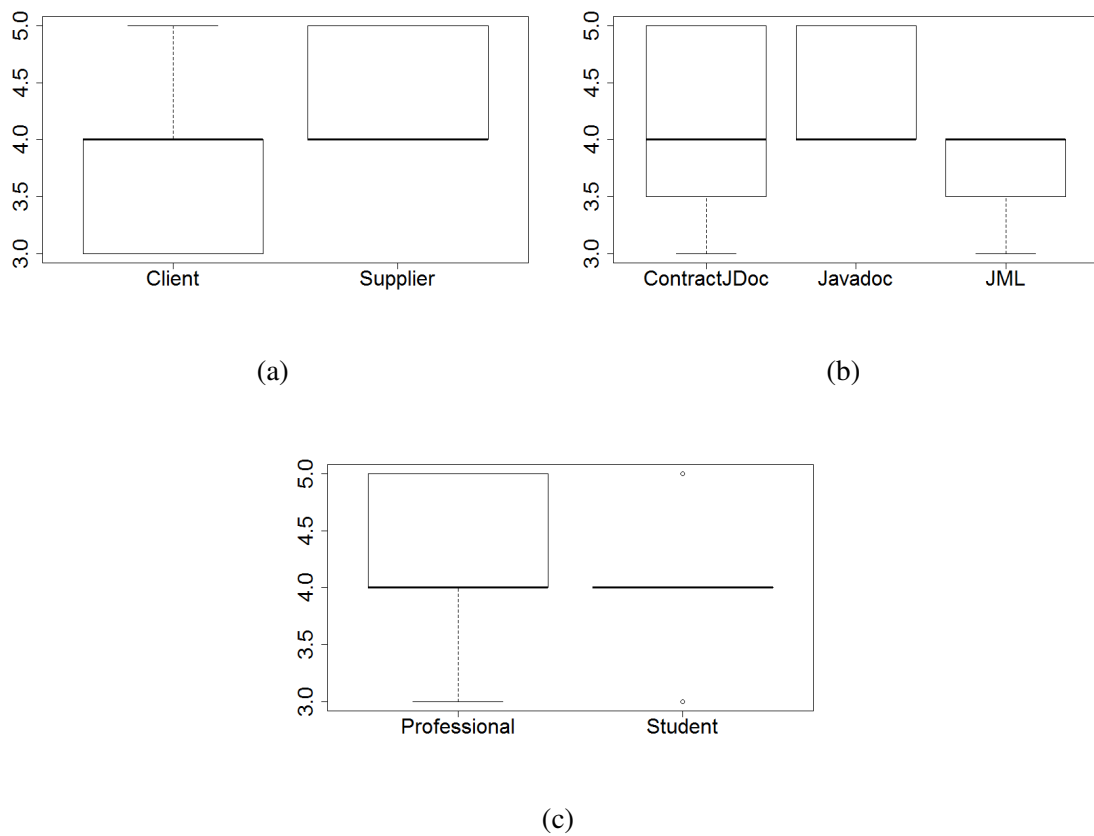 5.0
4.5
4.0
3.5
3.0
Client Supplier
(a)
5.0
4.5
4.0
3.5
3.0
ContractJDoc Javadoc JML
(b)
5.0
4.5
4.0
3.5
3.0
Professional Student
(c)